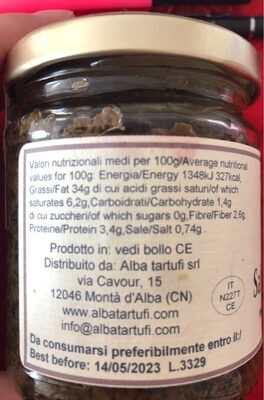 Valori nutrizionali medi per 100g/Average nutritional
values for 100g: Energia/Energy 1348kJ 327kcal,
Grassi/Fat 34g di cui acidi grassi saturi/of which
saturates 6,2g,Carboidrati/Carbohydrate 1,4g
di cui zuccheri/of which sugars 0g,Fibre/Fiber 2,6g,
Proteine/Protein 3,4g,Sale/Salt 0,74g
Prodotto in: vedi bollo CE
Distribuito da: Alba tartufi srl
via Cavour, 15
12046 Montà d'Alba (CN)
www.albatartufi.com
info@albatartufi.com
IT
N227T
CE
Da consumarsi preferibilmente entro il:/
Best before: 14/05/2023 L.3329